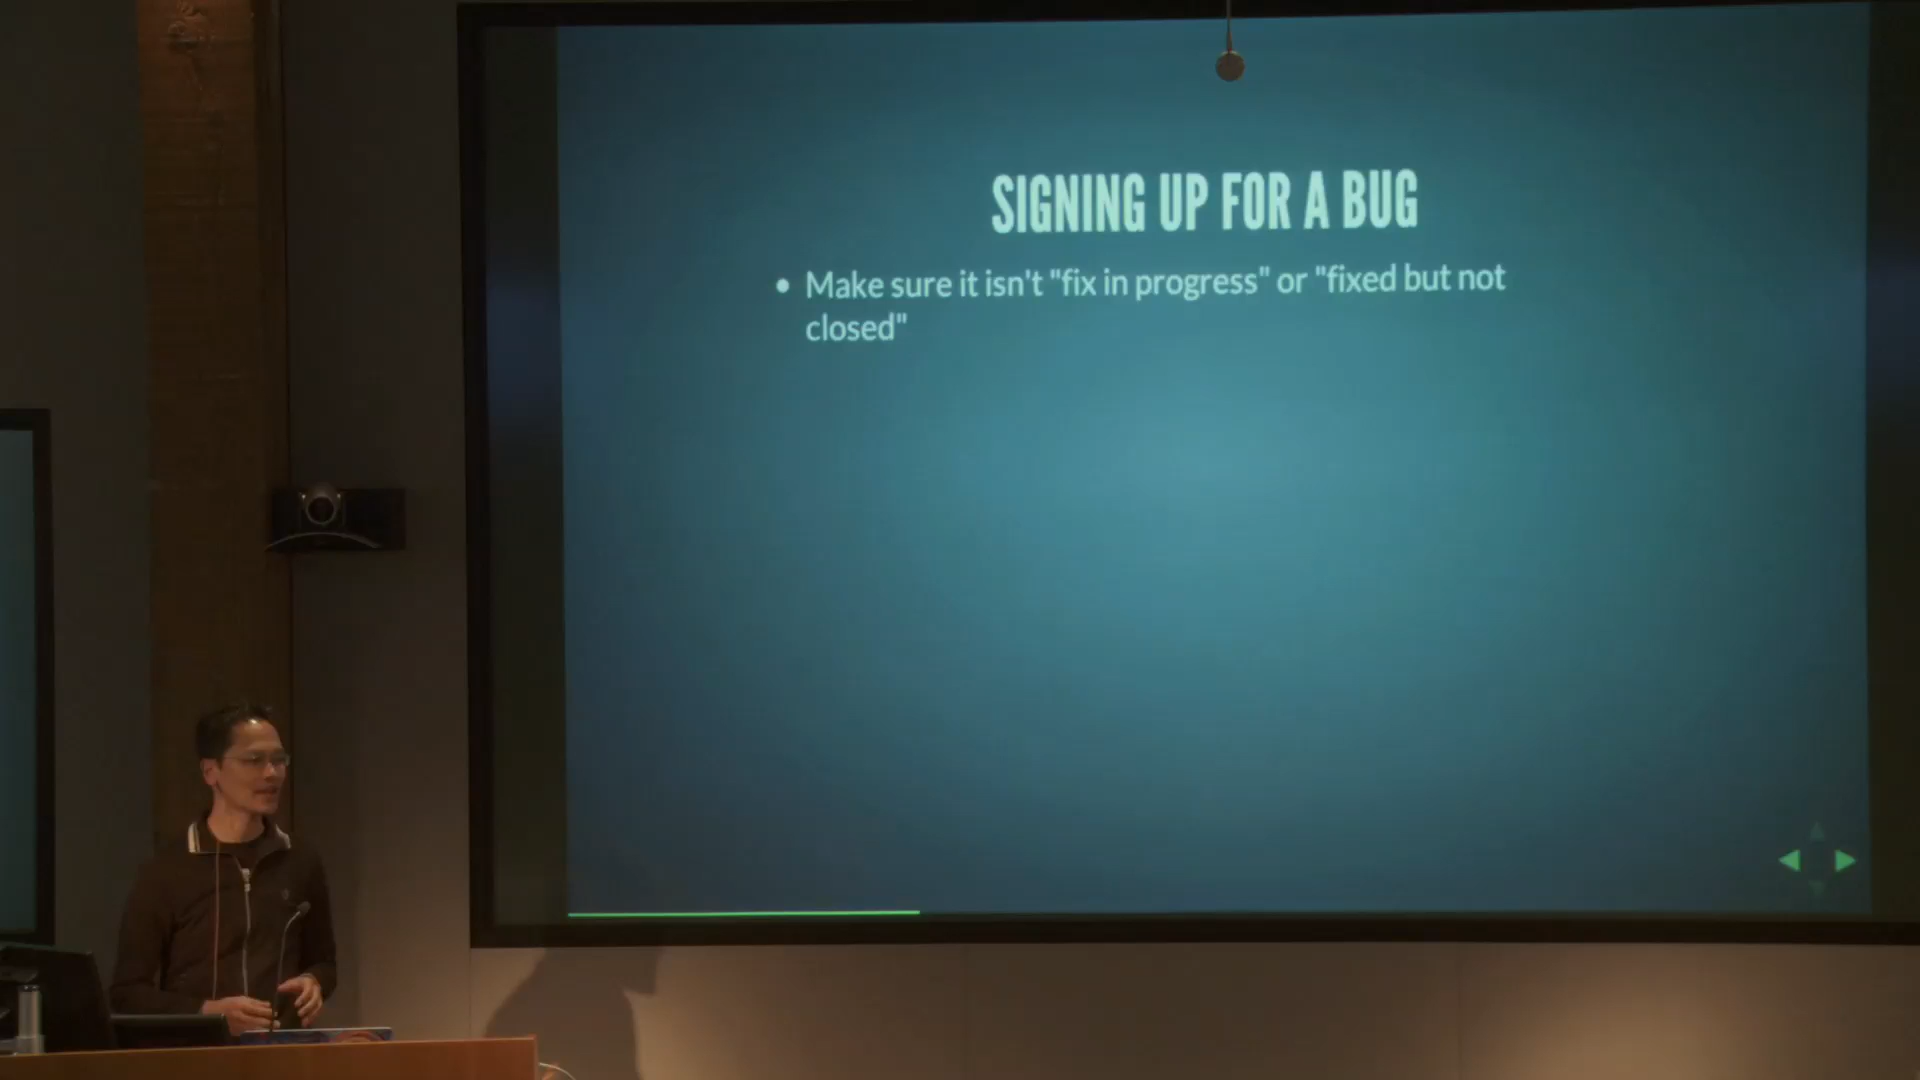 SIGNING UP FOR A BUG
• Make sure it isn't "fix in progress" or "fixed but not
closed"